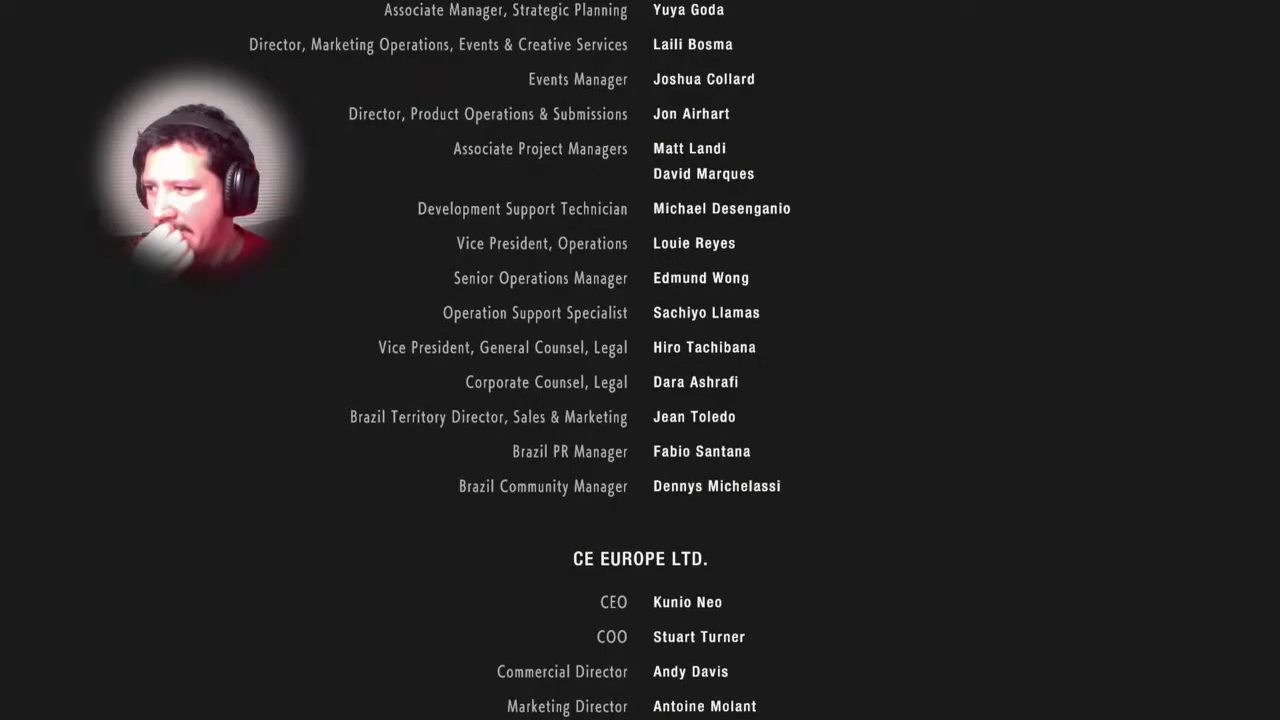 Associate Manager, Strategic Planning Yuya Goda
Director, Marketing Operations, Events & Creative Services Laili Bosma
Events Manager Joshua Collard
Director, Product Operations & Submissions Jon Airhart
Associate Project Managers Matt Landi
David Marques
Development Support Technician Michael Desenganio
Vice President, Operations Louie Reyes
Senior Operations Manager Edmund Wong
Operation Support Specialist Sachiyo Llamas
Vice President, General Counsel, Legal Hiro Tachibana
Corporate Counsel, Legal Dara Ashrafi
Brazil Territory Director, Sales & Marketing Jean Toledo
Brazil PR Manager Fabio Santana
Brazil Community Manager Dennys Michelassi
CE EUROPE LTD.
CEO Kunio Neo
COO Stuart Turner
Commercial Director Andy Davis
Marketing Director Antoine Molant